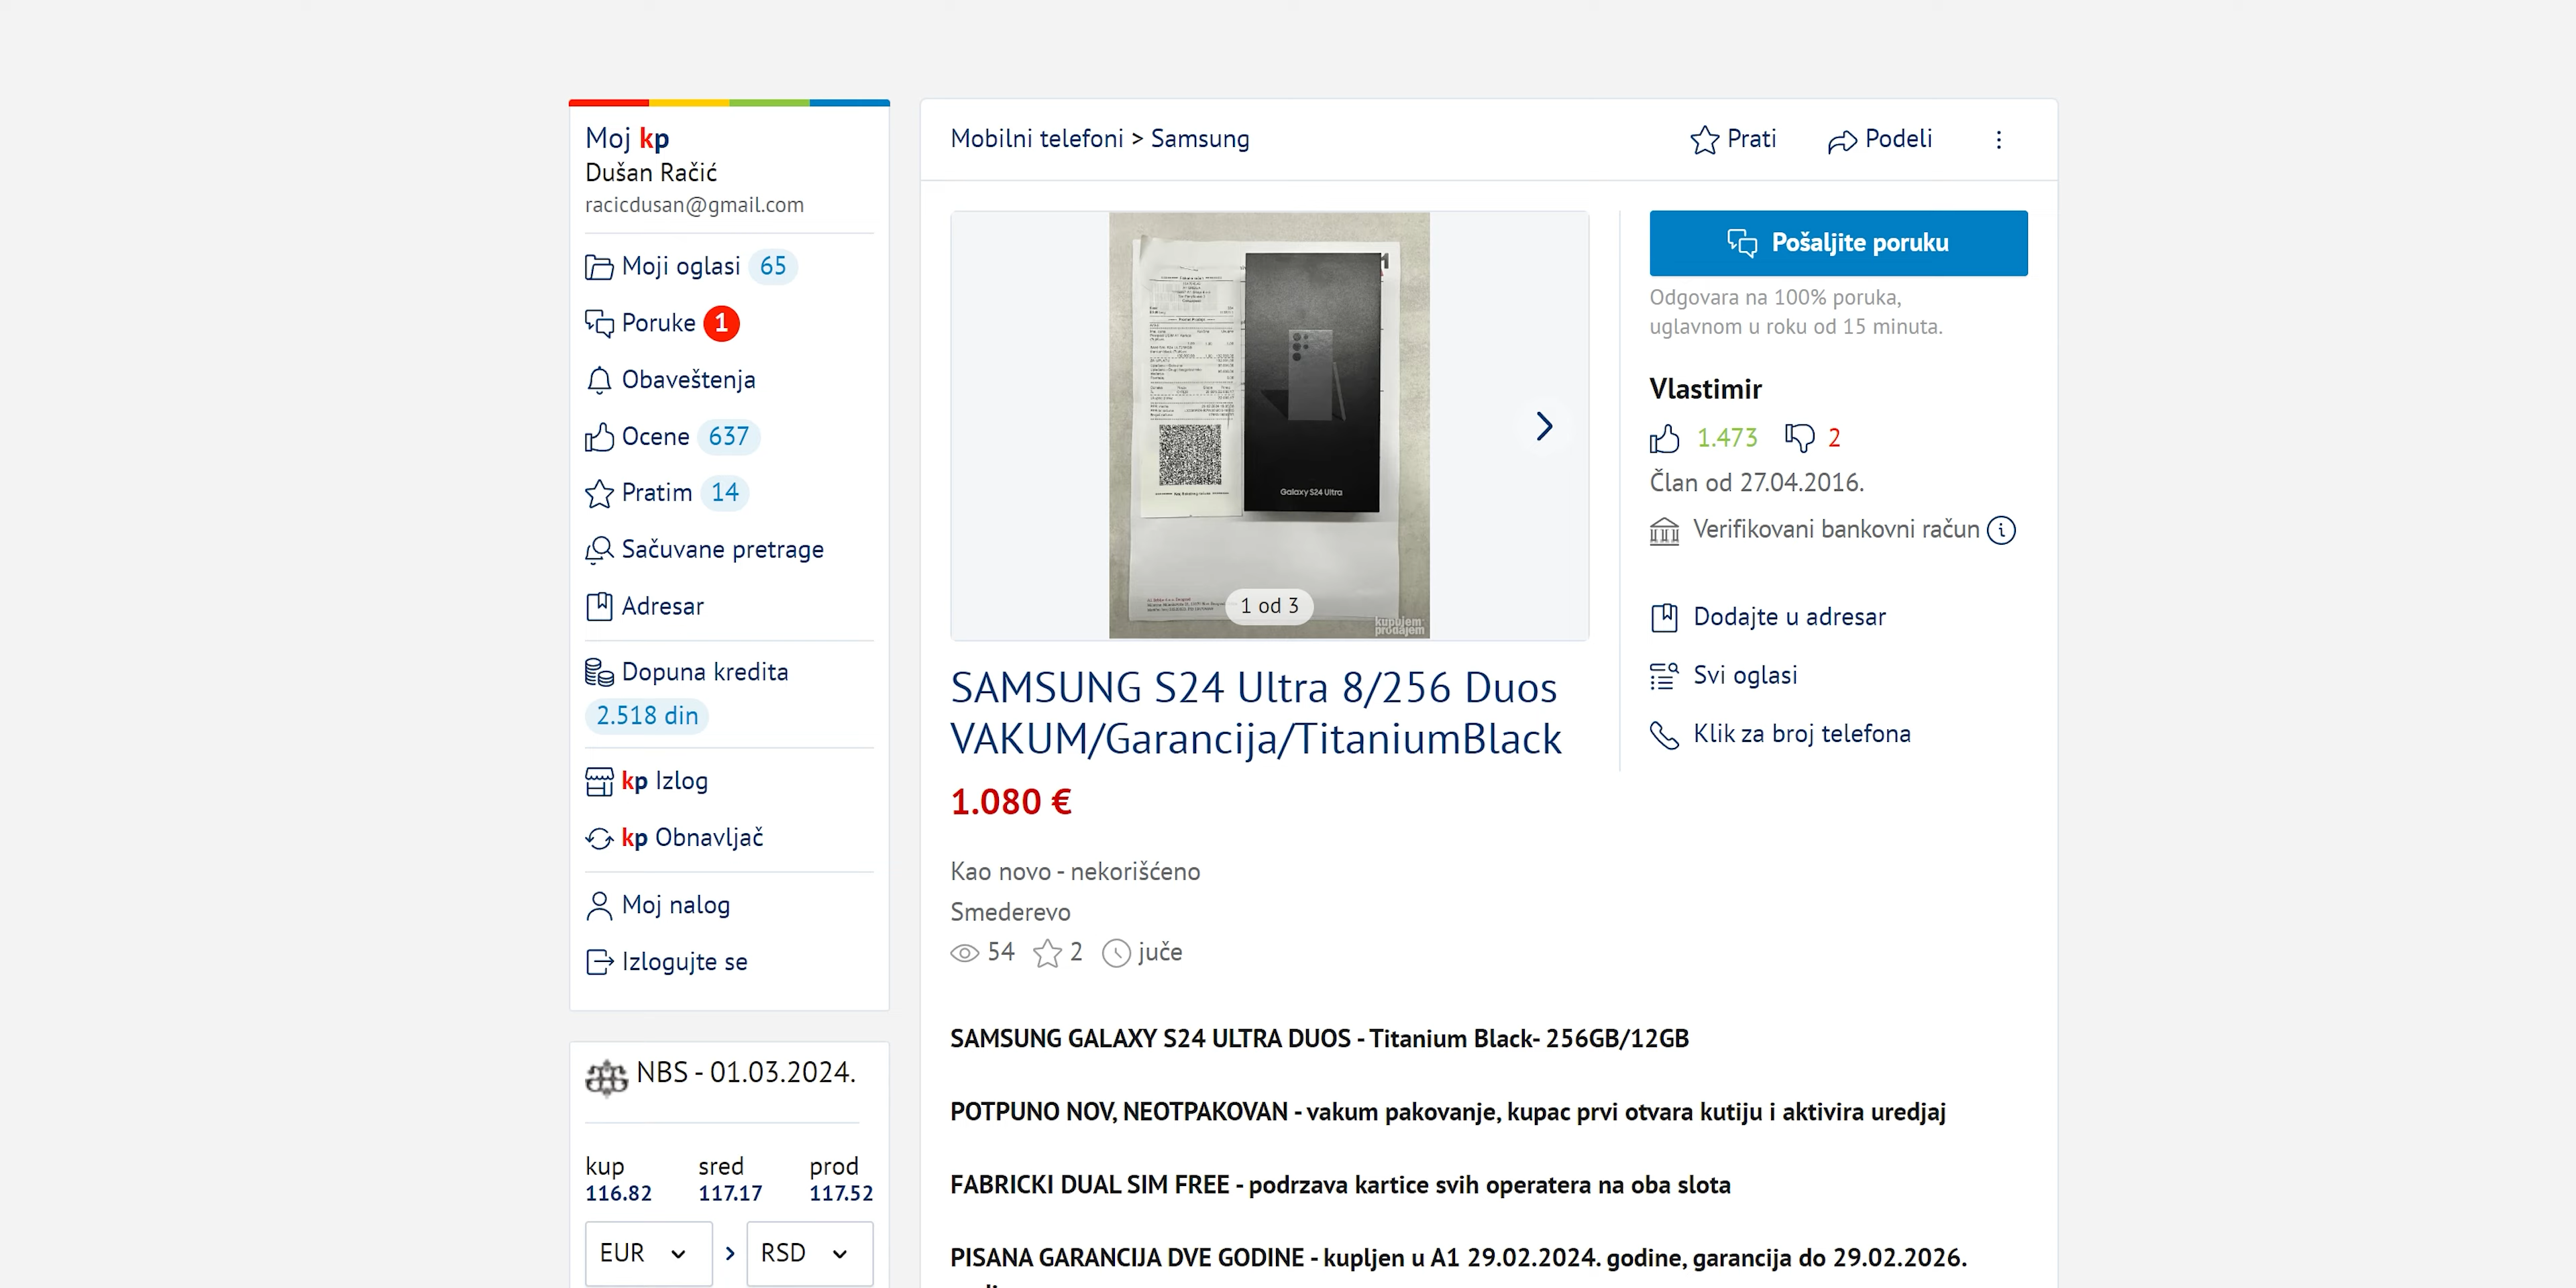 Moj kp
Dušan Račić
racicdusan@gmail.com
Moji oglasi 65
Poruke 1
Obaveštenja
Ocene 637
Pratim 14
Sačuvane pretrage
Adresar
Dopuna kredita
2.518 din
kp Izlog
kp Obnavljač
Moj nalog
Izlogujte se
NBS - 01.03.2024.
kup sred prod
116.82 117.17 117.52
EUR RSD
Mobilni telefoni > Samsung
Prati
Podeli
Galaxy S24 Ultra
1 od 3
kupujem
prodajem
SAMSUNG S24 Ultra 8/256 Duos
VAKUM/Garancija/TitaniumBlack
1.080 €
Kao novo - nekorišćeno
Smederevo
54 2 juče
Pošaljite poruku
Odgovara na 100% poruka,
uglavnom u roku od 15 minuta.
Vlastimir
1.473 2
Član od 27.04.2016.
Verifikovani bankovni račun
Dodajte u adresar
Svi oglasi
Klik za broj telefona
SAMSUNG GALAXY S24 ULTRA DUOS - Titanium Black- 256GB/12GB
POTPUNO NOV, NEOTPAKOVAN - vakum pakovanje, kupac prvi otvara kutiju i aktivira uredjaj
FABRICKI DUAL SIM FREE - podrzava kartice svih operatera na oba slota
PISANA GARANCIJA DVE GODINE - kupljen u A1 29.02.2024. godine, garancija do 29.02.2026.